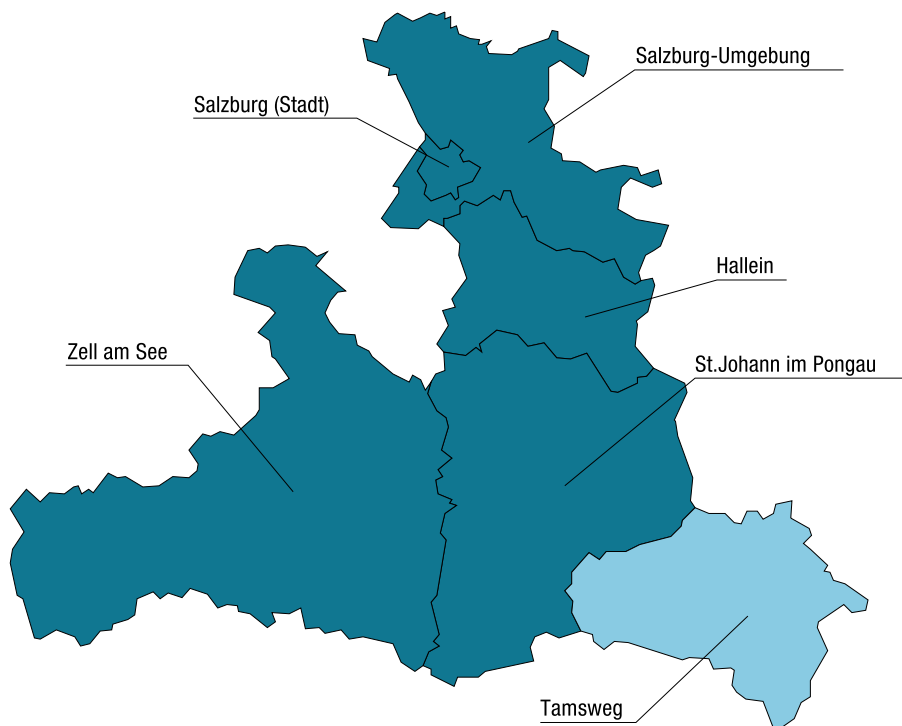 Salzburg-Umgebung
Salzburg (Stadt)
Hallein
Zell am See
St.Johann im Pongau
Tamsweg